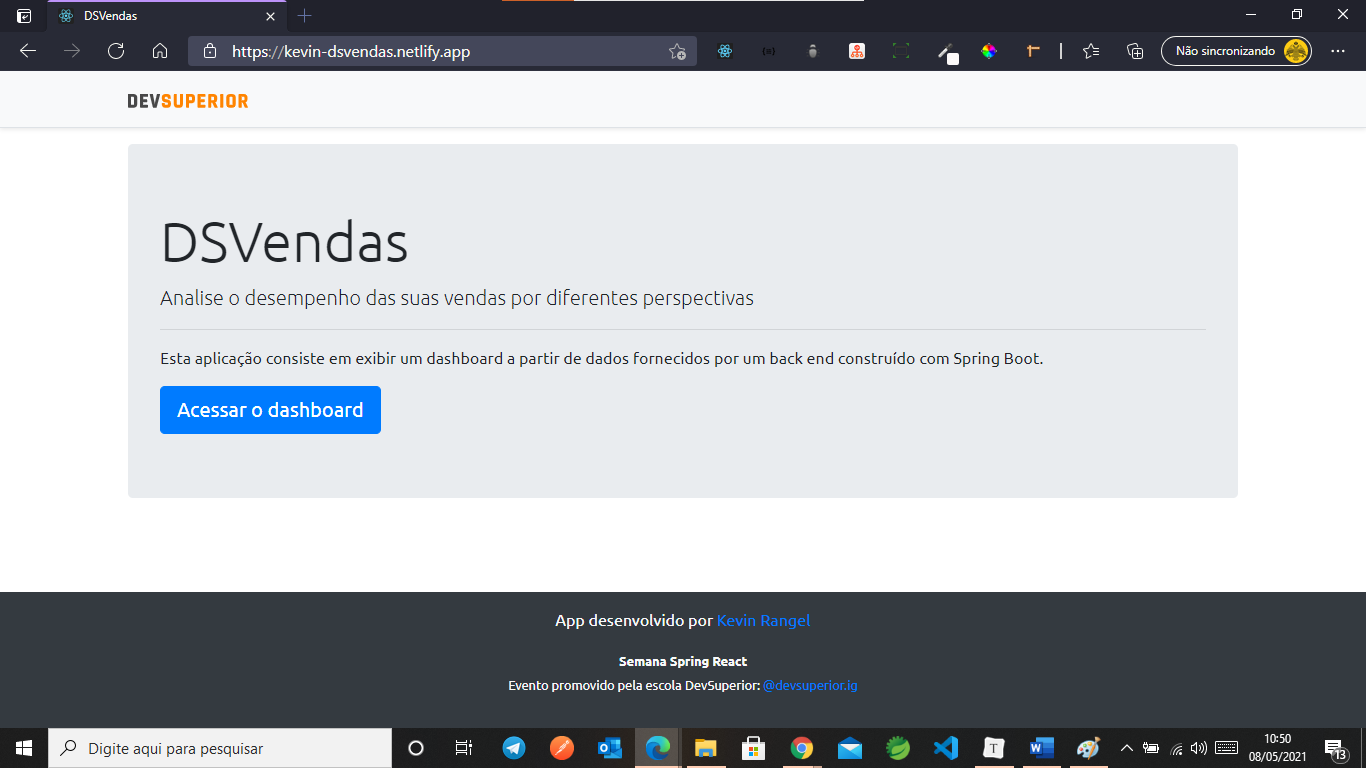 DSVendas
https://kevin-dsvendas.netlify.app
Não sincronizando
DEVSUPERIOR
DSVendas
Analise o desempenho das suas vendas por diferentes perspectivas
Esta aplicação consiste em exibir um dashboard a partir de dados fornecidos por um back end construído com Spring Boot.
Acessar o dashboard
App desenvolvido por Kevin Rangel
Semana Spring React
Evento promovido pela escola DevSuperior: @devsuperior.ig
Digite aqui para pesquisar
T
10:50
08/05/2021
13